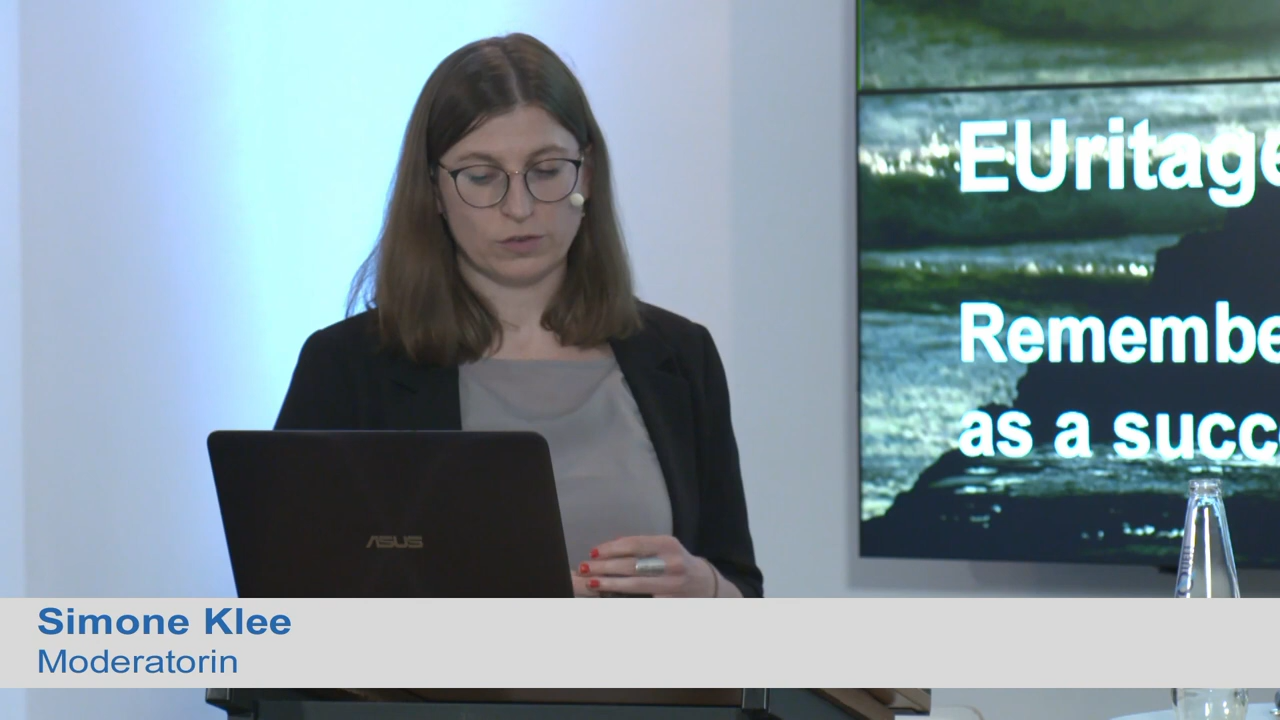 EUritage
Remembe
as a succ
ASUS
Simone Klee
Moderatorin